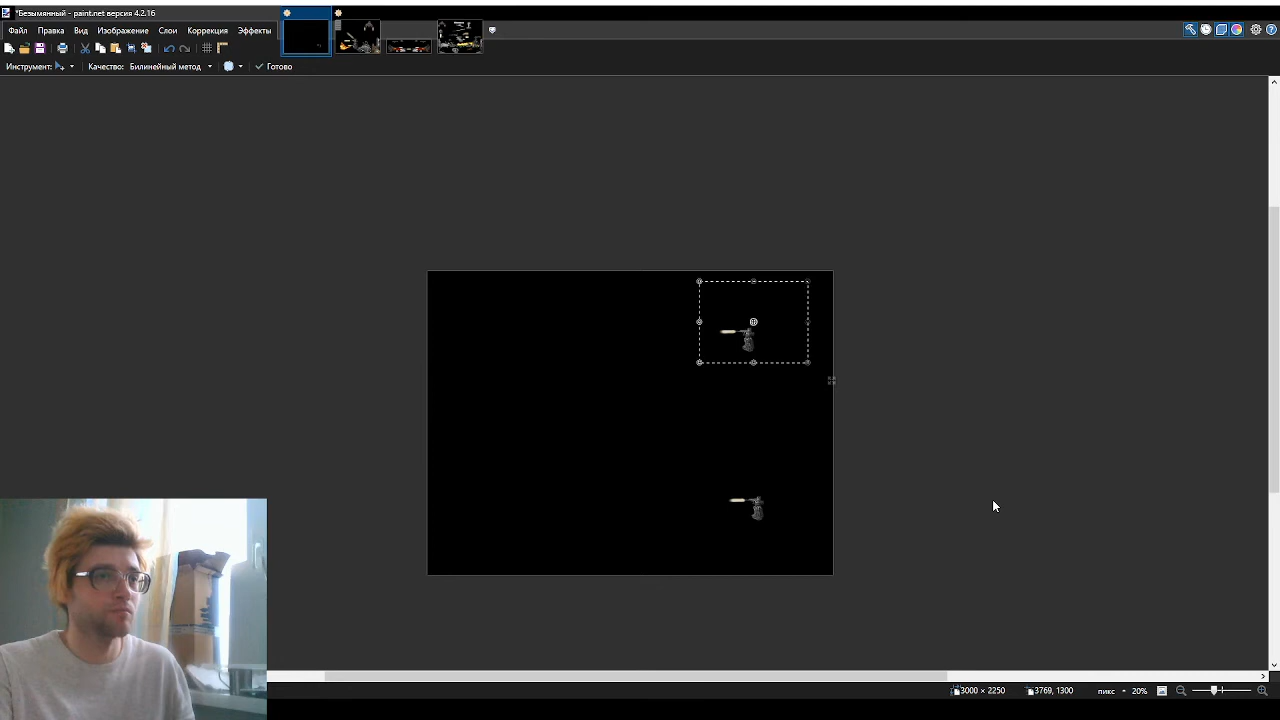 *Безымянный - paint.net версия 4.2.16
Файл Правка Вид Изображение Слои Коррекция Эффекты
Инструмент: Качество: Билинейный метод Готово
3000 × 2250 3769, 1300 пикс 20%